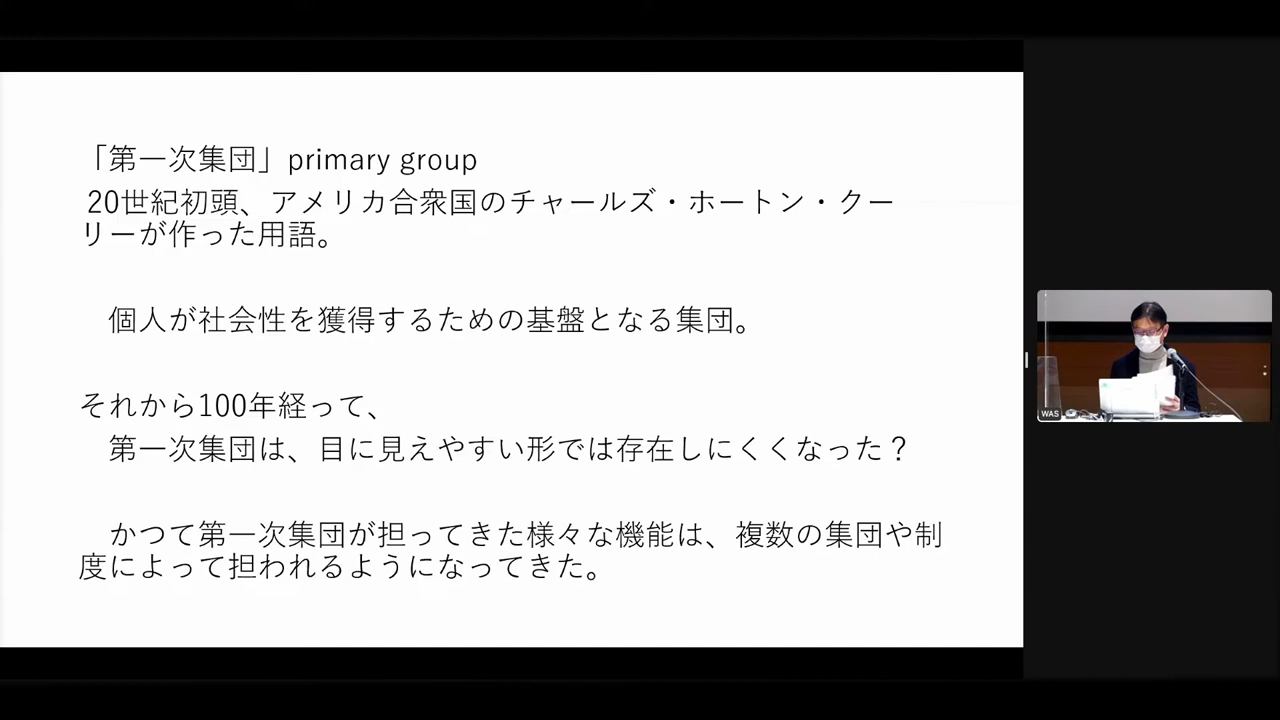 「第一次集団」primary group
20世紀初頭、アメリカ合衆国のチャールズ・ホートン・クー
リーが作った用語。
個人が社会性を獲得するための基盤となる集団。
それから100年経って、
第一次集団は、目に見えやすい形では存在しにくくなった？
かつて第一次集団が担ってきた様々な機能は、複数の集団や制
度によって担われるようになってきた。
WAS